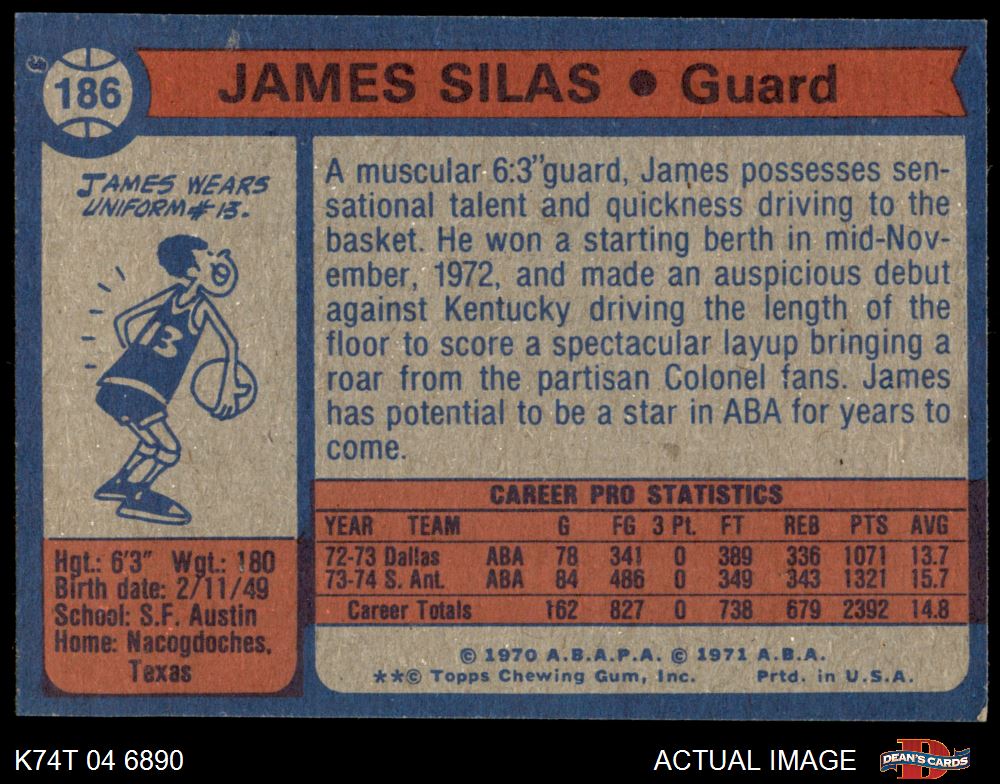 186
JAMES SILAS • Guard
JAMES WEARS
UNIFORM # 13.
13
A muscular 6:3" guard, James possesses sen-
sational talent and quickness driving to the
basket. He won a starting berth in mid-Nov-
ember, 1972, and made an auspicious debut
against Kentucky driving the length of the
floor to score a spectacular layup bringing a
roar from the partisan Colonel fans. James
has potential to be a star in ABA for years to
come.
Hgt.: 6'3" Wgt.: 180
Birth date: 2/11/49
School: S.F. Austin
Home: Nacogdoches,
Texas
CAREER PRO STATISTICS
YEAR TEAM G FG 3 Pt. FT REB PTS AVG
72-73 Dallas ABA 78 341 0 389 336 1071 13.7
73-74 S. Ant. ABA 84 486 0 349 343 1321 15.7
Career Totals 162 827 0 738 679 2392 14.8
© 1970 A.B.A.P.A. © 1971 A.B.A.
**© Topps Chewing Gum, Inc. Prtd. in U.S.A.
K74T 04 6890
ACTUAL IMAGE
D
DEAN'S CARDS